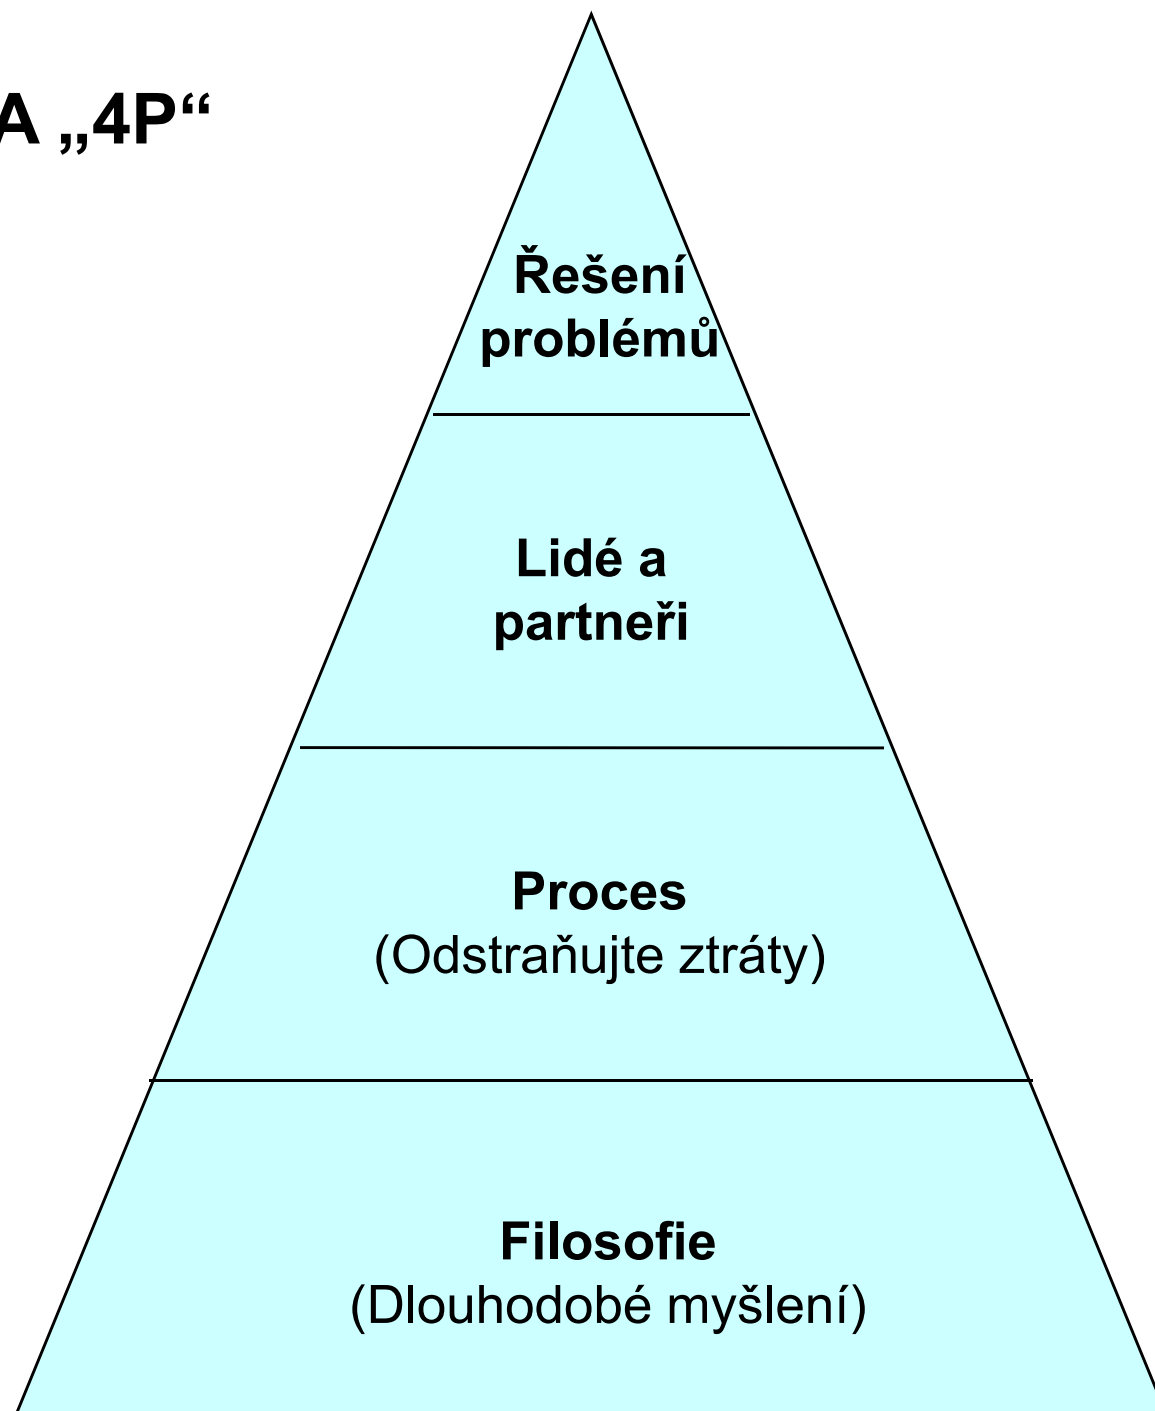 A „4P“
Řešení
problémů
Lidé a
partneři
Proces
(Odstraňujte ztráty)
Filosofie
(Dlouhodobé myšlení)